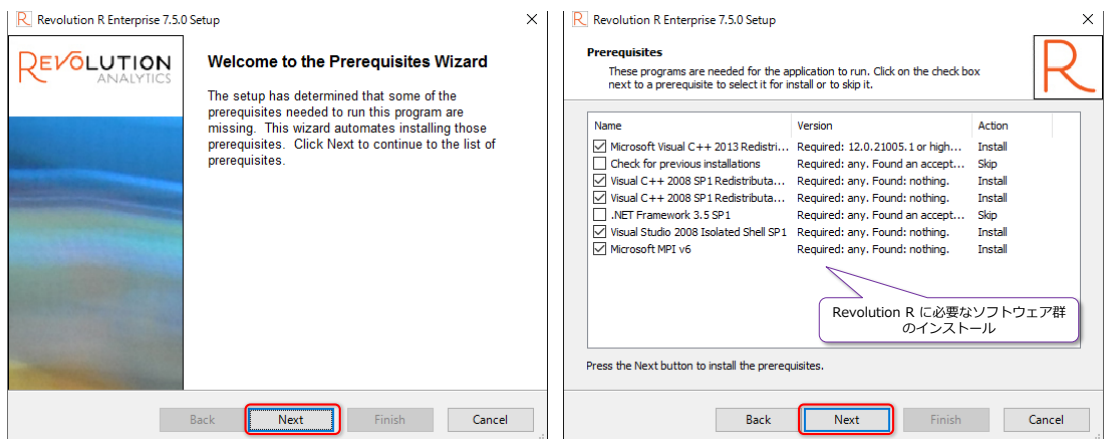 Revolution R Enterprise 7.5.0 Setup
REVOLUTION
ANALYTICS
Welcome to the Prerequisites Wizard
The setup has determined that some of the
prerequisites needed to run this program are
missing. This wizard automates installing those
prerequisites. Click Next to continue to the list of
prerequisites.
Back Next Finish Cancel
Revolution R Enterprise 7.5.0 Setup
Prerequisites
These programs are needed for the application to run. Click on the check box
next to a prerequisite to select it for install or to skip it.
R
Name Version Action
Microsoft Visual C++ 2013 Redistri... Required: 12.0.21005.1 or high... Install
Check for previous installations Required: any. Found an accept... Skip
Visual C++ 2008 SP1 Redistributa... Required: any. Found: nothing. Install
Visual C++ 2008 SP1 Redistributa... Required: any. Found: nothing. Install
.NET Framework 3.5 SP1 Required: any. Found an accept... Skip
Visual Studio 2008 Isolated Shell SP1 Required: any. Found: nothing. Install
Microsoft MPI v6 Required: any. Found: nothing. Install
Revolution R に必要なソフトウェア群
のインストール
Press the Next button to install the prerequisites.
Back Next Finish Cancel